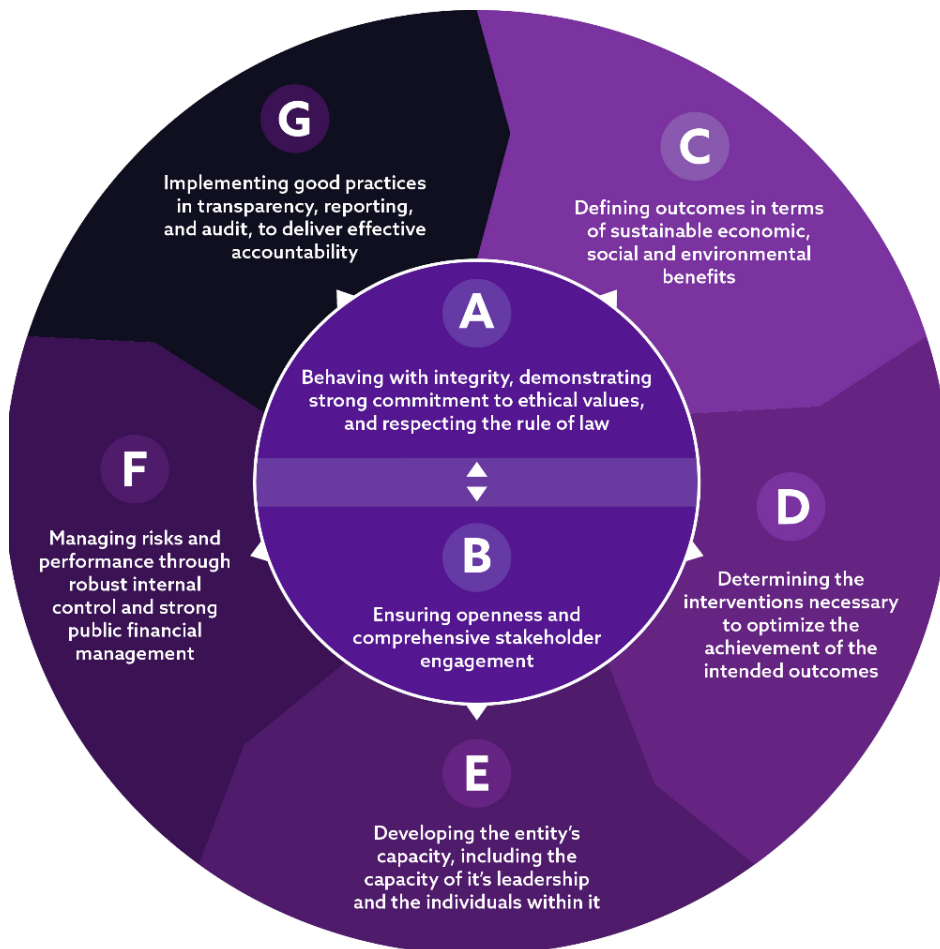 A
Behaving with integrity, demonstrating
strong commitment to ethical values,
and respecting the rule of law
B
Ensuring openness and
comprehensive stakeholder
engagement
C
Defining outcomes in terms
of sustainable economic,
social and environmental
benefits
D
Determining the
interventions necessary
to optimize the
achievement of the
intended outcomes
E
Developing the entity's
capacity, including the
capacity of it's leadership
and the individuals within it
F
Managing risks and
performance through
robust internal
control and strong
public financial
management
G
Implementing good practices
in transparency, reporting,
and audit, to deliver effective
accountability